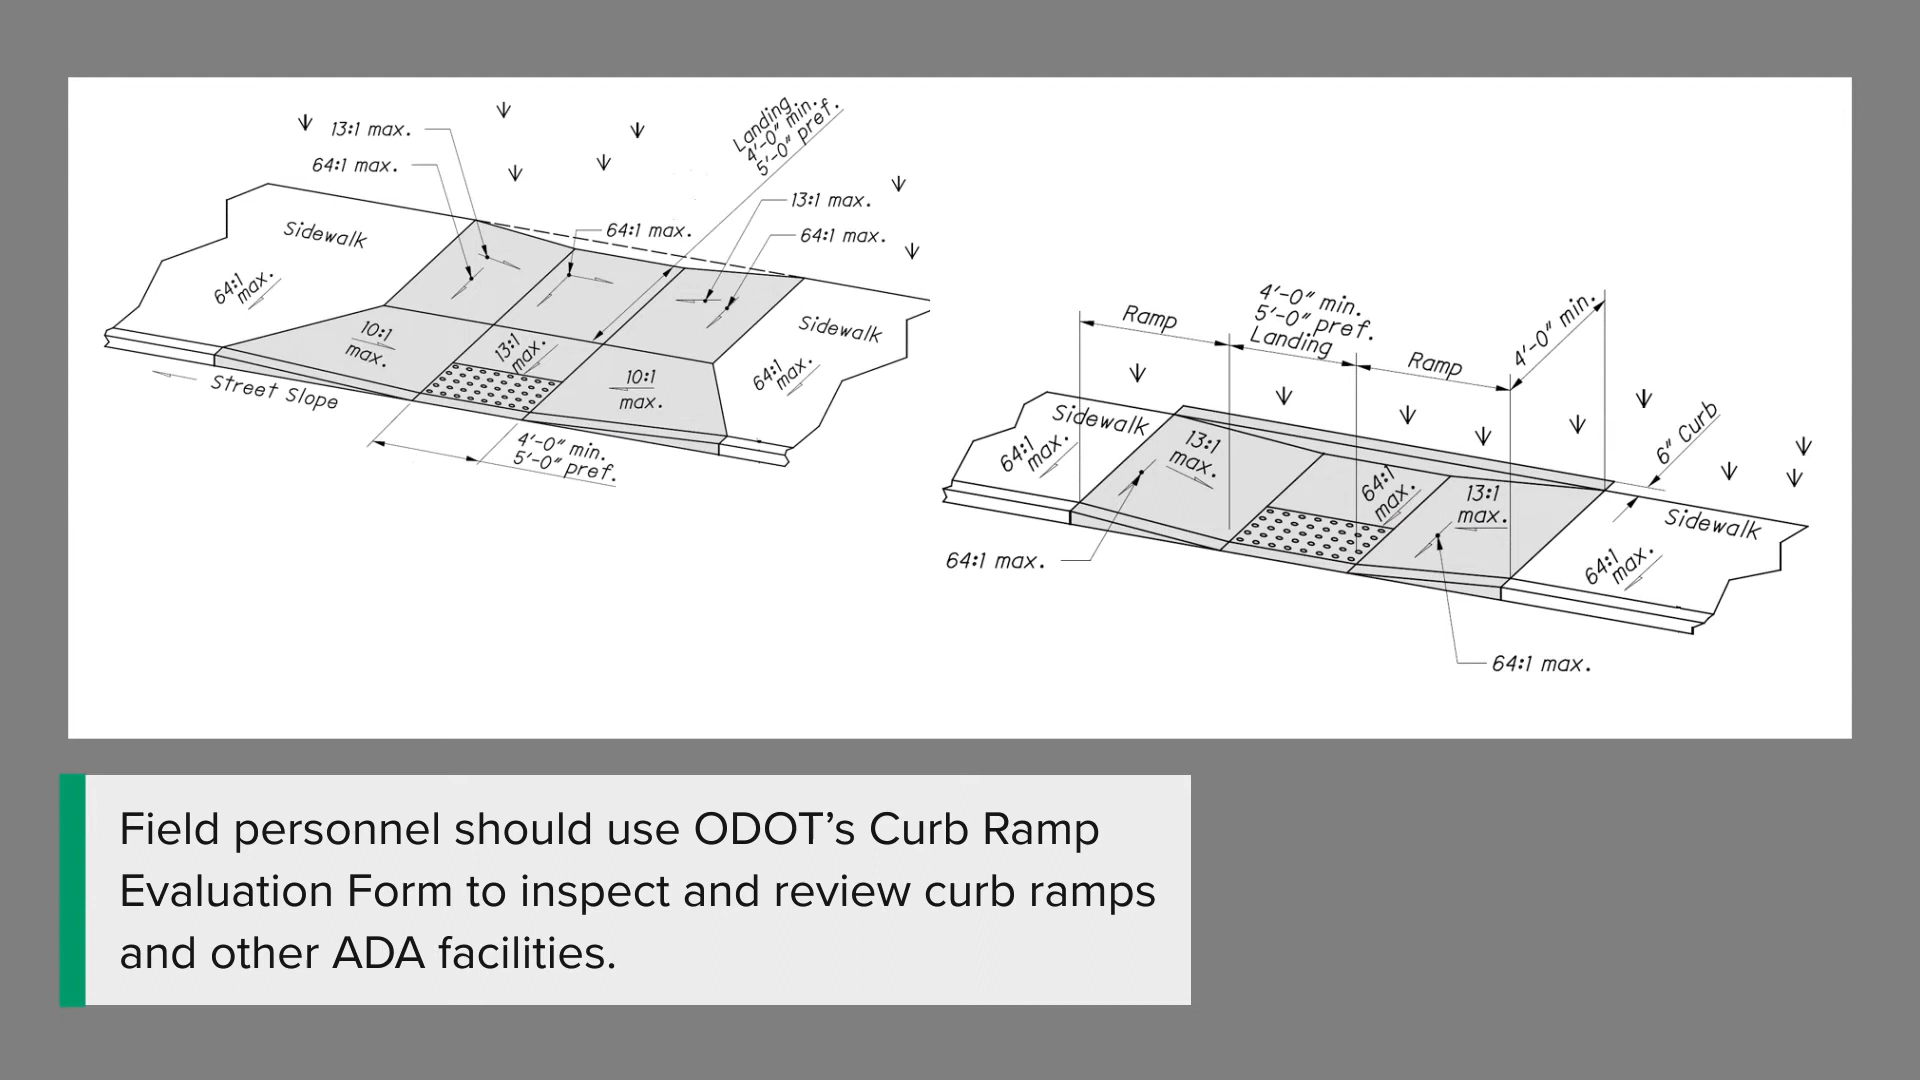 13:1 max.
64:1 max.
Landing
4'-0" min.
5'-0" pref.
13:1 max.
64:1 max.
64:1 max.
Sidewalk
64:1
max.
10:1
max.
13:1
max.
10:1
max.
Sidewalk
64:1
max.
Street Slope
4'-0" min.
5'-0" pref.
Ramp
4'-0" min.
5'-0" pref.
Landing
Ramp
4'-0" min.
6" Curb
Sidewalk
64:1
max.
13:1
max.
64:1
max.
13:1
max.
Sidewalk
64:1
max.
64:1 max.
64:1 max.
Field personnel should use ODOT’s Curb Ramp
Evaluation Form to inspect and review curb ramps
and other ADA facilities.